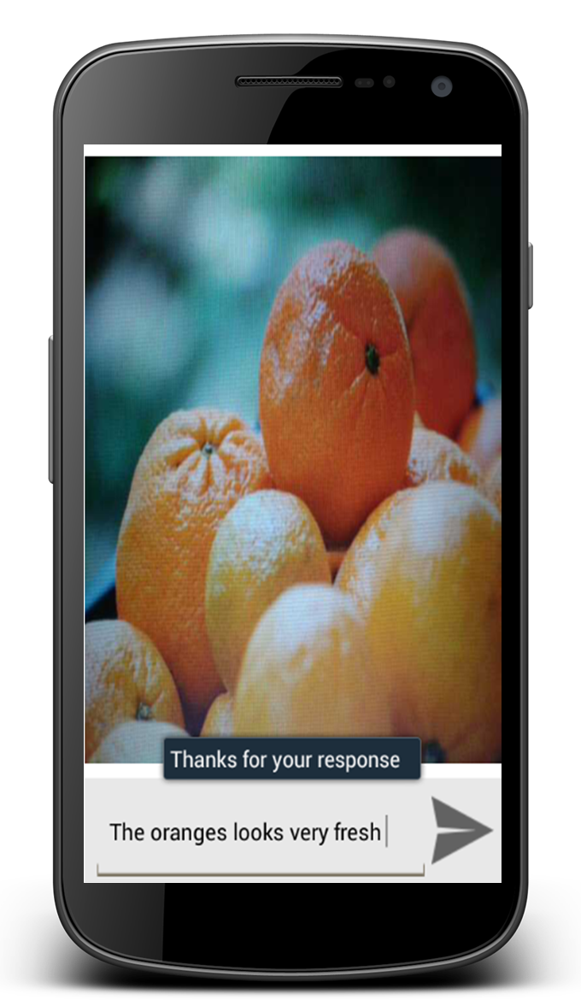 Thanks for your response
The oranges looks very fresh